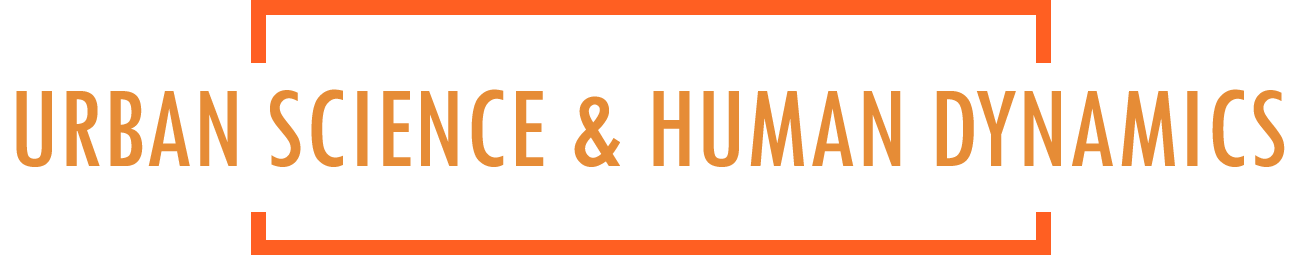 URBAN SCIENCE & HUMAN DYNAMICS